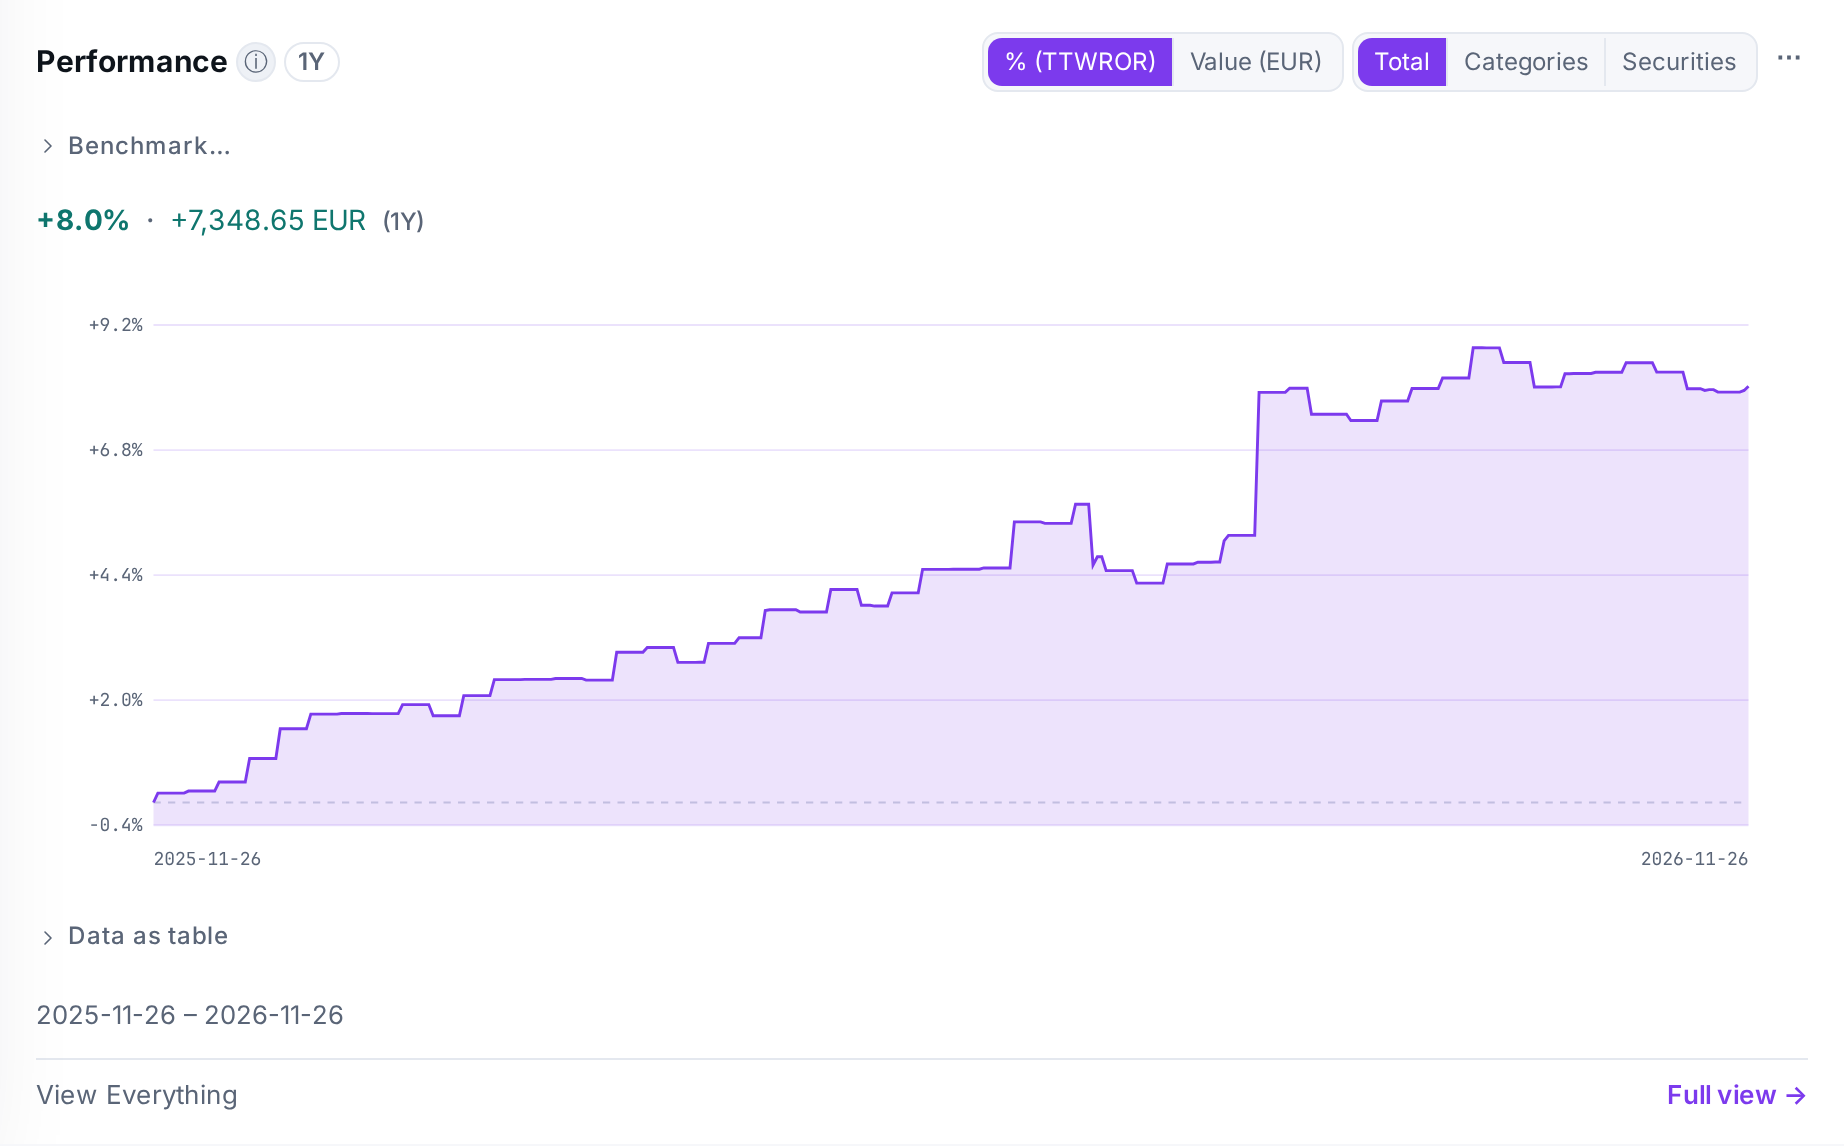 Performance ⓘ 1Y
% (TTWROR) Value (EUR) Total Categories Securities ...
Benchmark...
+8.0% · +7,348.65 EUR (1Y)
+9.2%
+6.8%
+4.4%
+2.0%
-0.4%
2025-11-26 2026-11-26
Data as table
2025-11-26 – 2026-11-26
View Everything Full view →